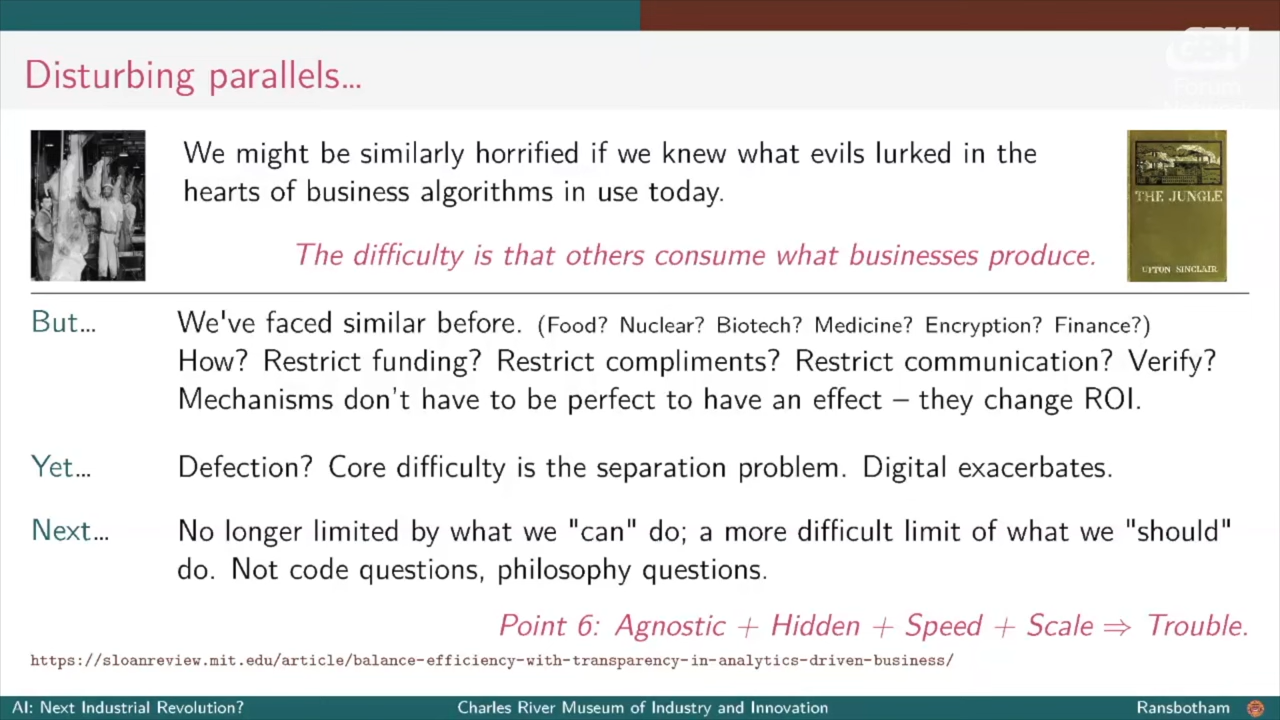 Disturbing parallels...
Forum
We might be similarly horrified if we knew what evils lurked in the
hearts of business algorithms in use today.
THE JUNGLE
UPTON SINCLAIR
The difficulty is that others consume what businesses produce.
But... We've faced similar before. (Food? Nuclear? Biotech? Medicine? Encryption? Finance?)
How? Restrict funding? Restrict compliments? Restrict communication? Verify?
Mechanisms don't have to be perfect to have an effect – they change ROI.
Yet... Defection? Core difficulty is the separation problem. Digital exacerbates.
Next... No longer limited by what we "can" do; a more difficult limit of what we "should"
do. Not code questions, philosophy questions.
Point 6: Agnostic + Hidden + Speed + Scale ⇒ Trouble.
https://sloanreview.mit.edu/article/balance-efficiency-with-transparency-in-analytics-driven-business/
AI: Next Industrial Revolution? Charles River Museum of Industry and Innovation Ransbotham